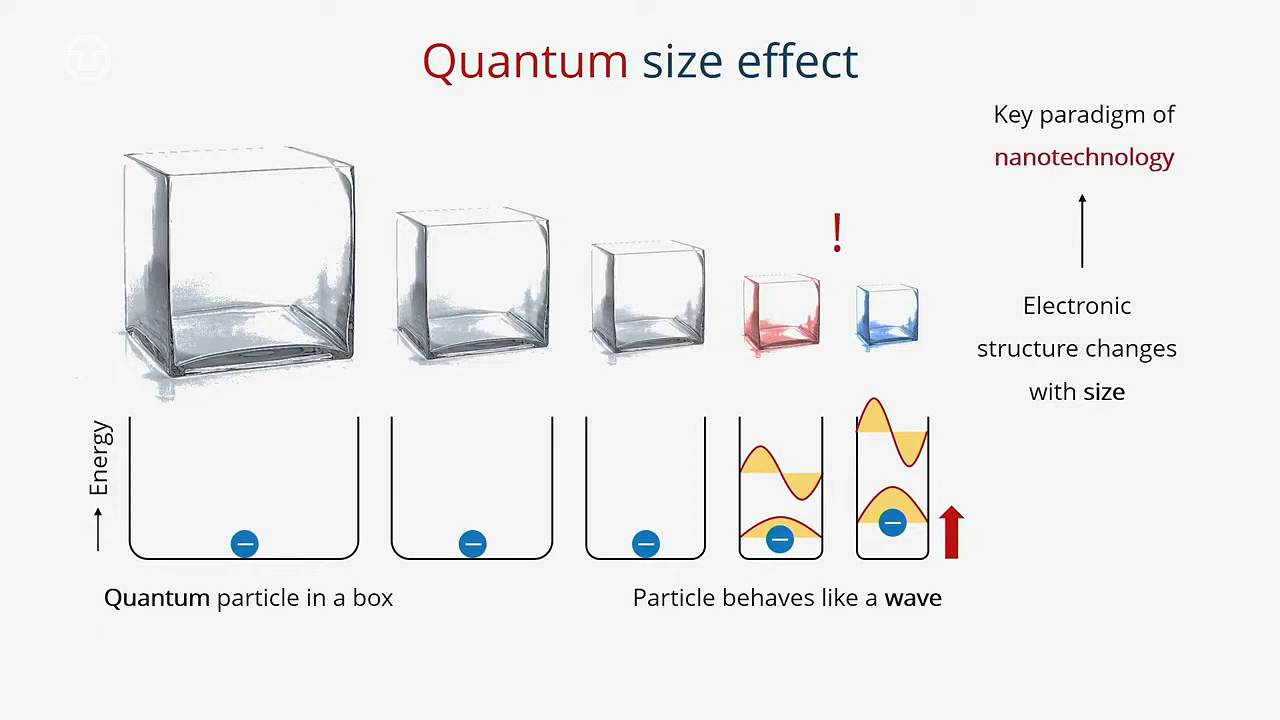 Quantum size effect
Key paradigm of
nanotechnology
!
Electronic
structure changes
with size
Energy
Quantum particle in a box
Particle behaves like a wave